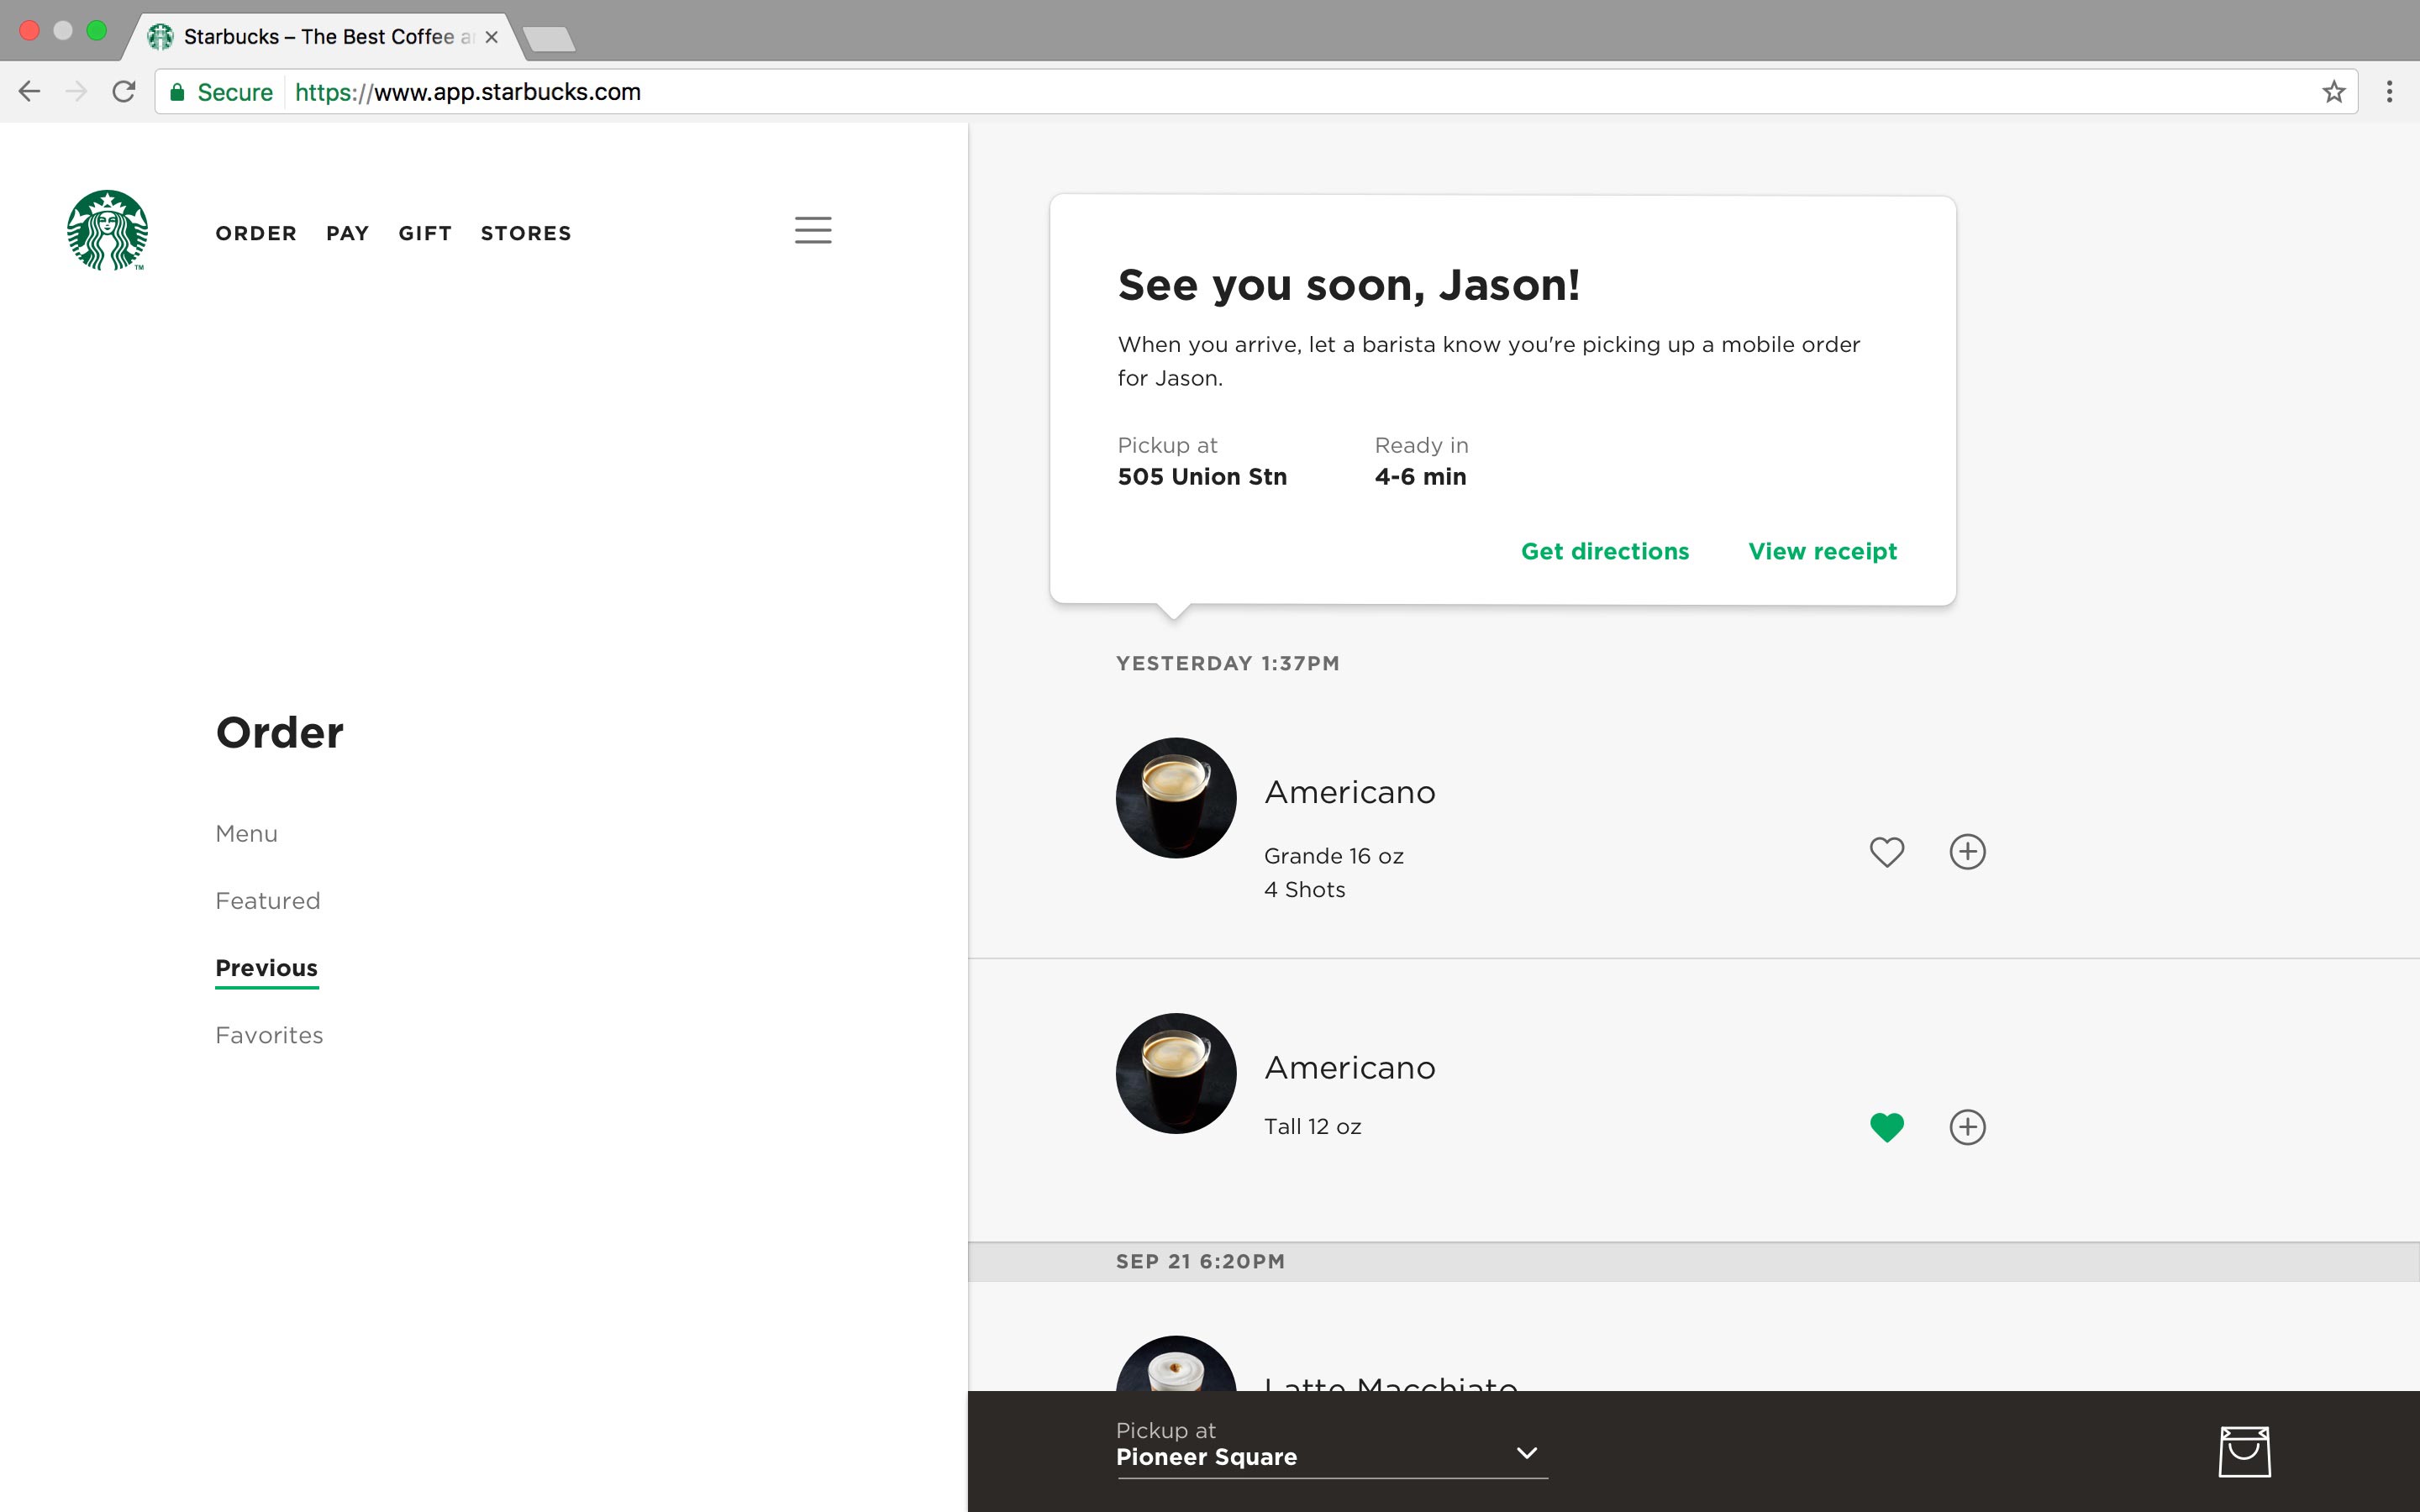 Starbucks – The Best Coffee a
Secure https://www.app.starbucks.com
TM
ORDER PAY GIFT STORES
Order
Menu
Featured
Previous
Favorites
See you soon, Jason!
When you arrive, let a barista know you're picking up a mobile order
for Jason.
Pickup at
505 Union Stn
Ready in
4-6 min
Get directions View receipt
YESTERDAY 1:37PM
Americano
Grande 16 oz
4 Shots
Americano
Tall 12 oz
SEP 21 6:20PM
Latte Macchiato
Pickup at
Pioneer Square